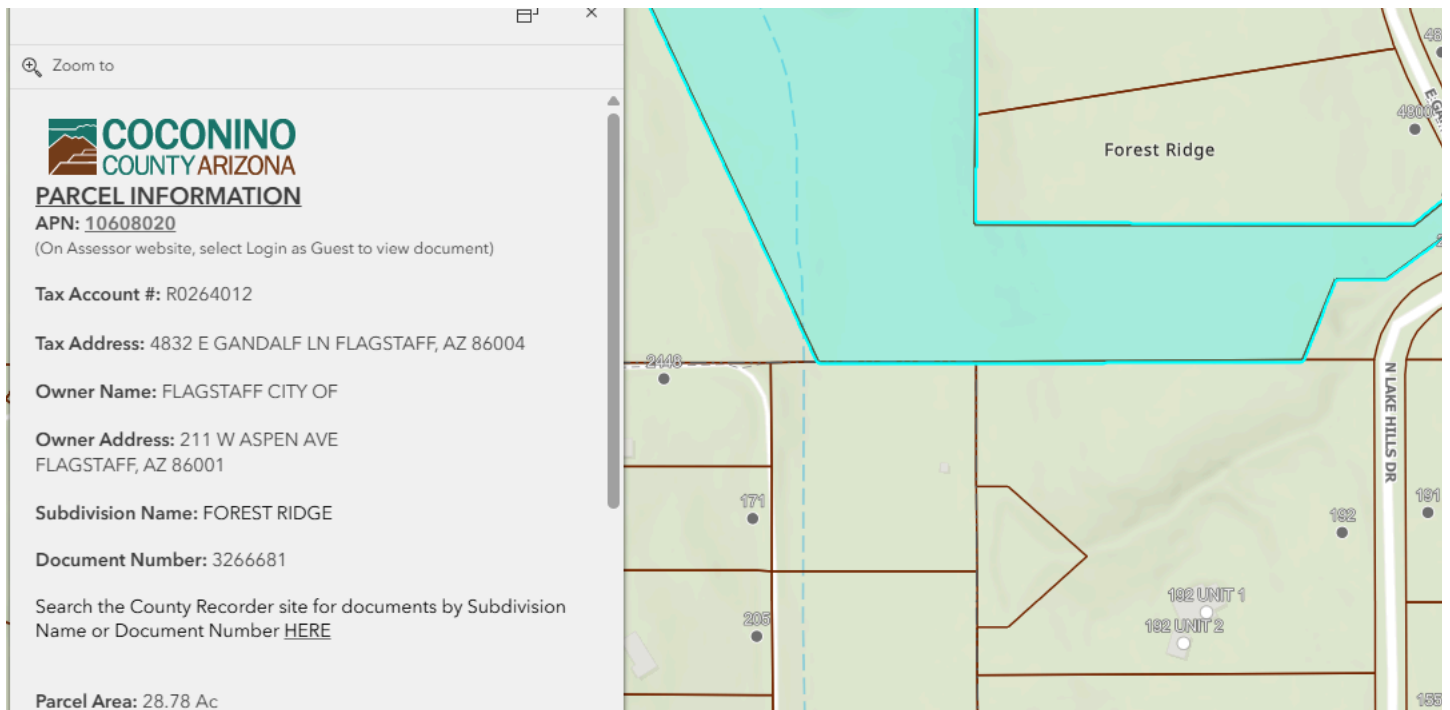 Zoom to
COCONINO
COUNTY ARIZONA
PARCEL INFORMATION
APN: 10608020
(On Assessor website, select Login as Guest to view document)
Tax Account #: R0264012
Tax Address: 4832 E GANDALF LN FLAGSTAFF, AZ 86004
Owner Name: FLAGSTAFF CITY OF
Owner Address: 211 W ASPEN AVE
FLAGSTAFF, AZ 86001
Subdivision Name: FOREST RIDGE
Document Number: 3266681
Search the County Recorder site for documents by Subdivision
Name or Document Number HERE
Parcel Area: 28.78 Ac
4800
Forest Ridge
2448
N LAKE HILLS DR
171
191
192
192 UNIT 1
205
192 UNIT 2
155